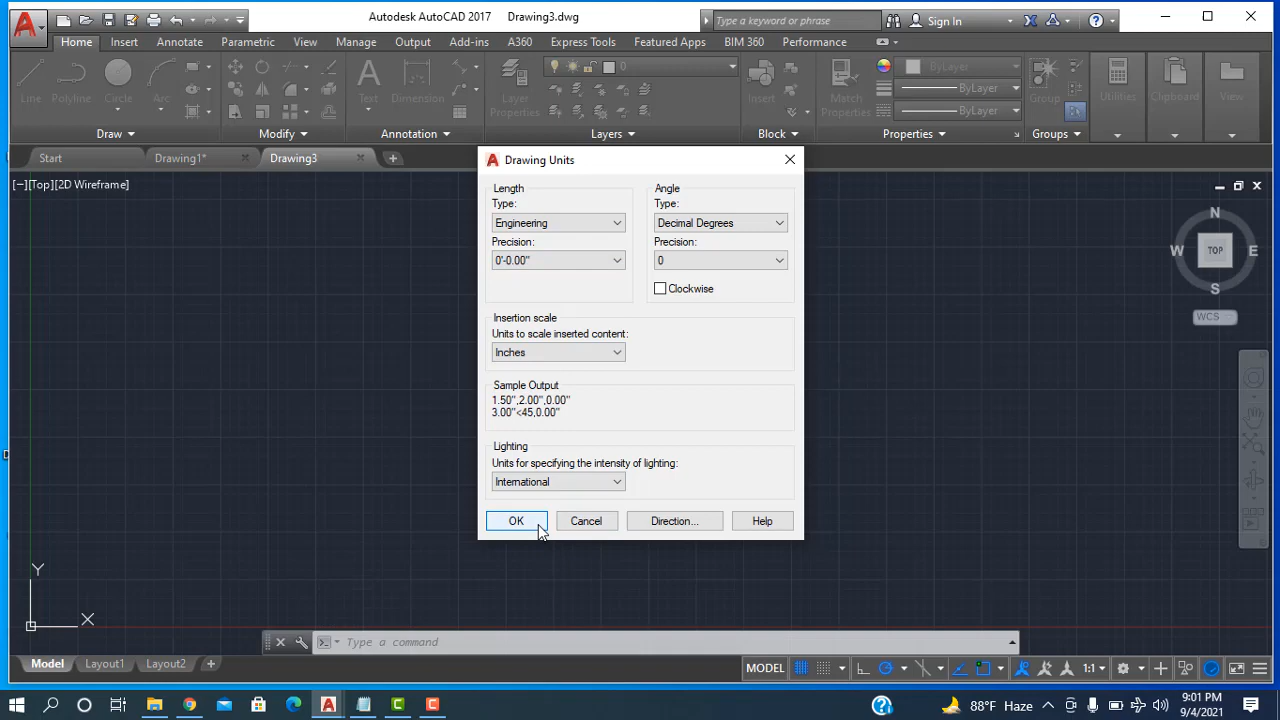 Autodesk AutoCAD 2017 Drawing3.dwg
Type a keyword or phrase
Sign In
Home Insert Annotate Parametric View Manage Output Add-ins A360 Express Tools Featured Apps BIM 360 Performance
Line Polyline Circle Arc
Text Dimension
Layer Properties
0
Insert
Match Properties
ByLayer
ByLayer
ByLayer
Group
Utilities
Clipboard
View
Draw Modify Annotation Layers Block Properties Groups
Start Drawing1* Drawing3
[−][Top][2D Wireframe]
Drawing Units
Length
Type:
Engineering
Precision:
0'-0.00"
Angle
Type:
Decimal Degrees
Precision:
0
Clockwise
Insertion scale
Units to scale inserted content:
Inches
Sample Output
1.50",2.00",0.00"
3.00"<45,0.00"
Lighting
Units for specifying the intensity of lighting:
International
OK Cancel Direction... Help
N
W TOP E
S
WCS
Y
X
Type a command
Model Layout1 Layout2
MODEL 1:1
88°F Haze
9:01 PM
9/4/2021